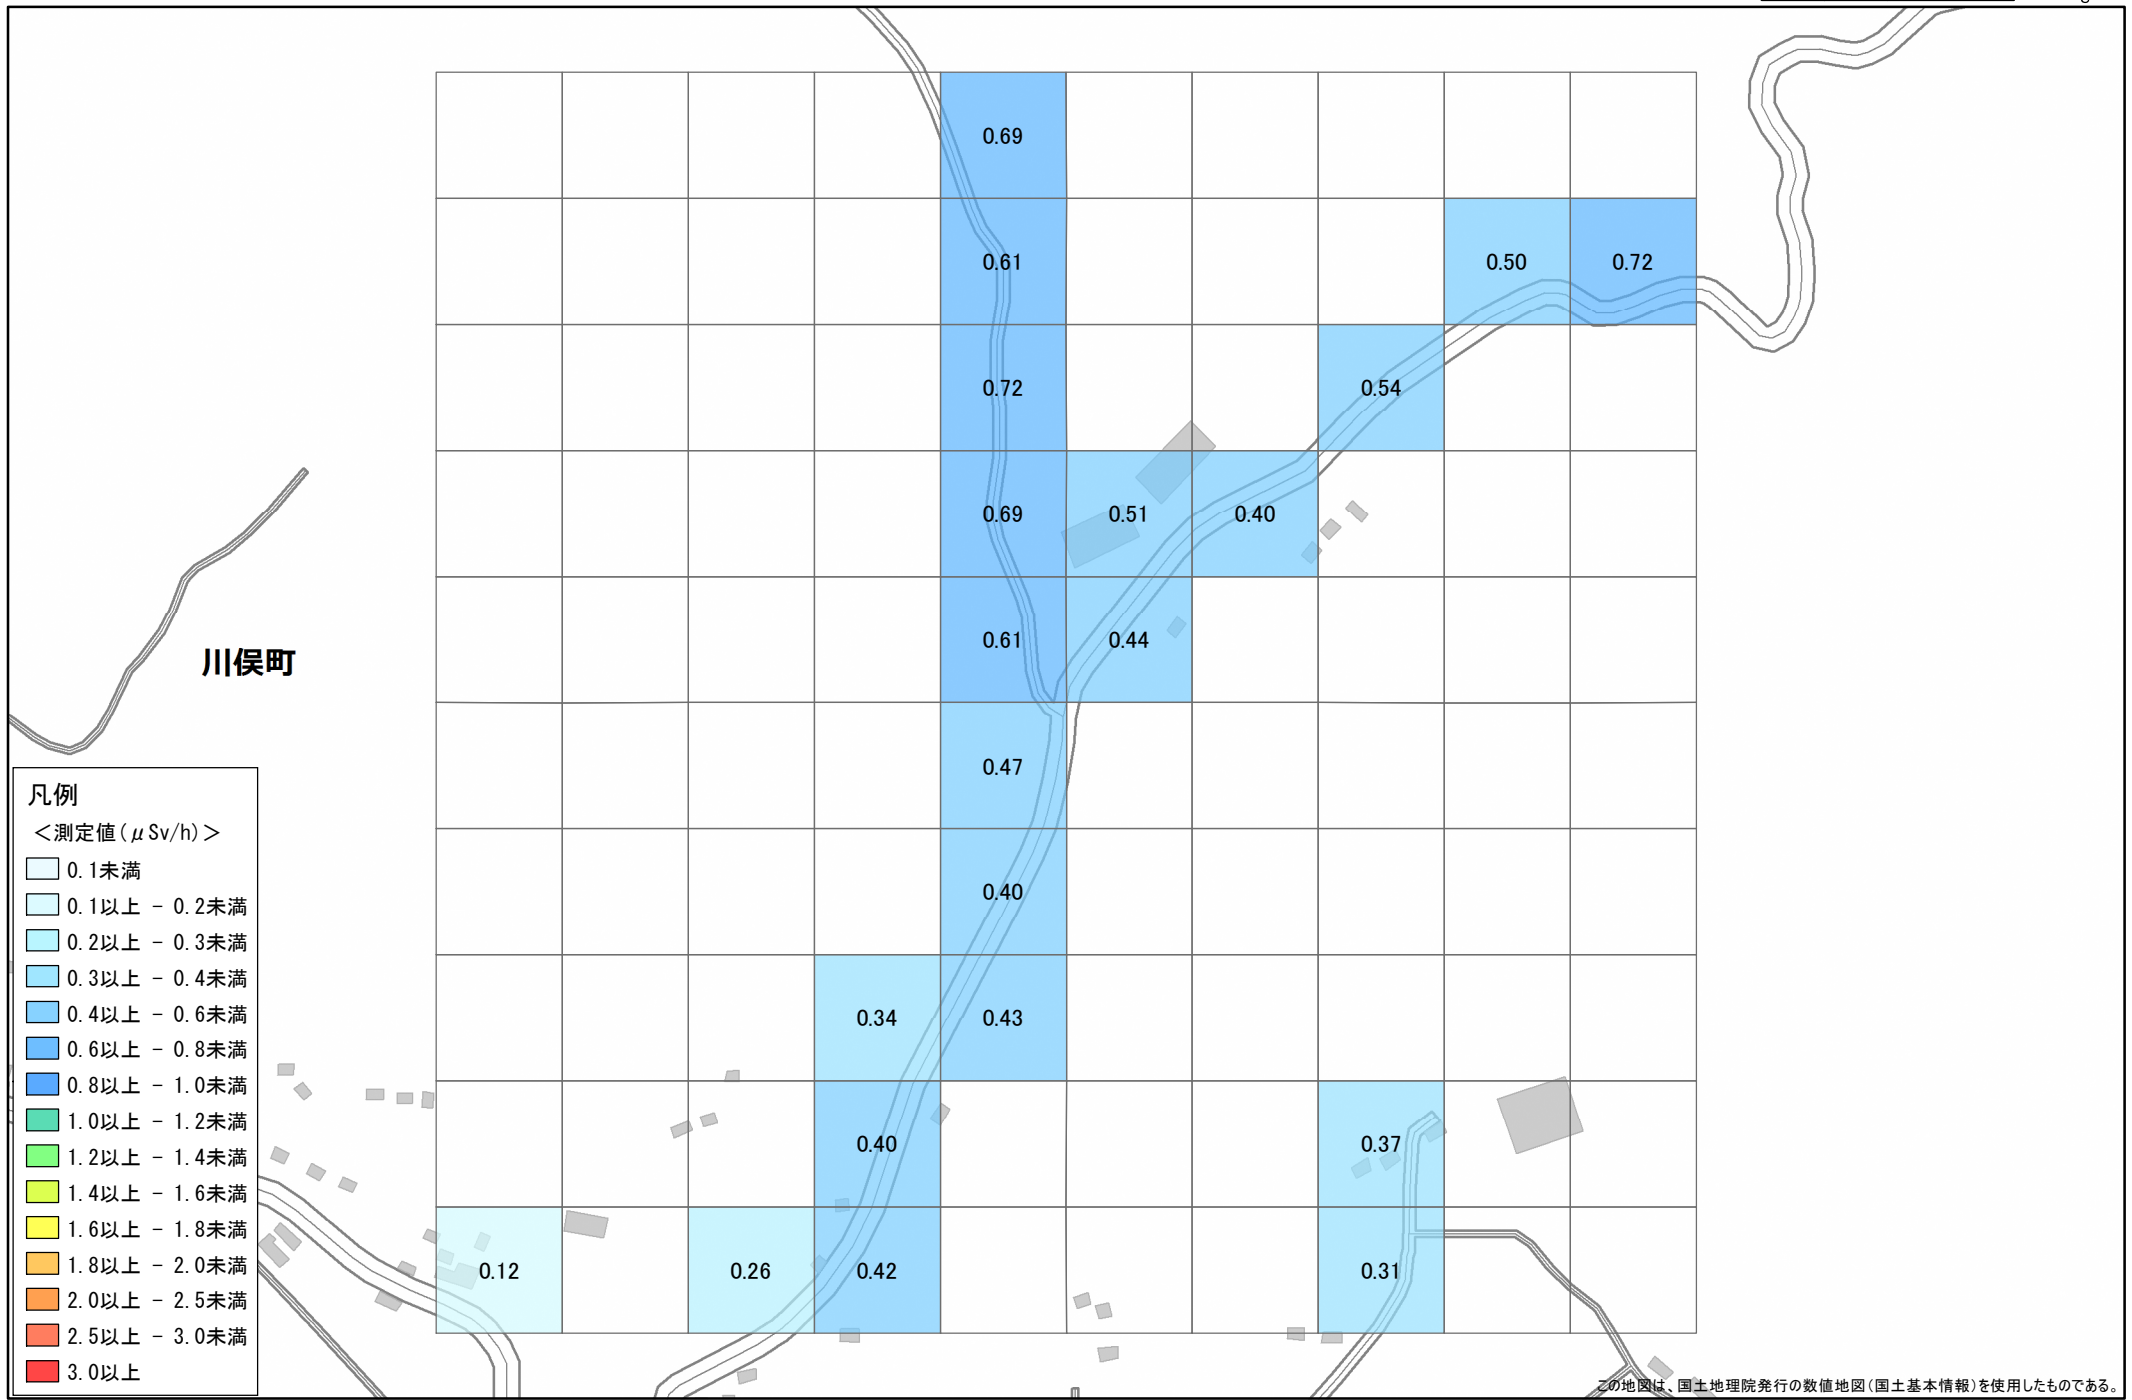 0.69
0.61
0.50
0.72
0.72
0.54
0.69
0.51
0.40
0.61
0.44
川俣町
0.47
0.40
0.34
0.43
0.40
0.37
0.12
0.26
0.42
0.31
凡例
＜測定値(μSv/h)＞
0.1未満
0.1以上 － 0.2未満
0.2以上 － 0.3未満
0.3以上 － 0.4未満
0.4以上 － 0.6未満
0.6以上 － 0.8未満
0.8以上 － 1.0未満
1.0以上 － 1.2未満
1.2以上 － 1.4未満
1.4以上 － 1.6未満
1.6以上 － 1.8未満
1.8以上 － 2.0未満
2.0以上 － 2.5未満
2.5以上 － 3.0未満
3.0以上
この地図は、国土地理院発行の数値地図(国土基本情報)を使用したものである。